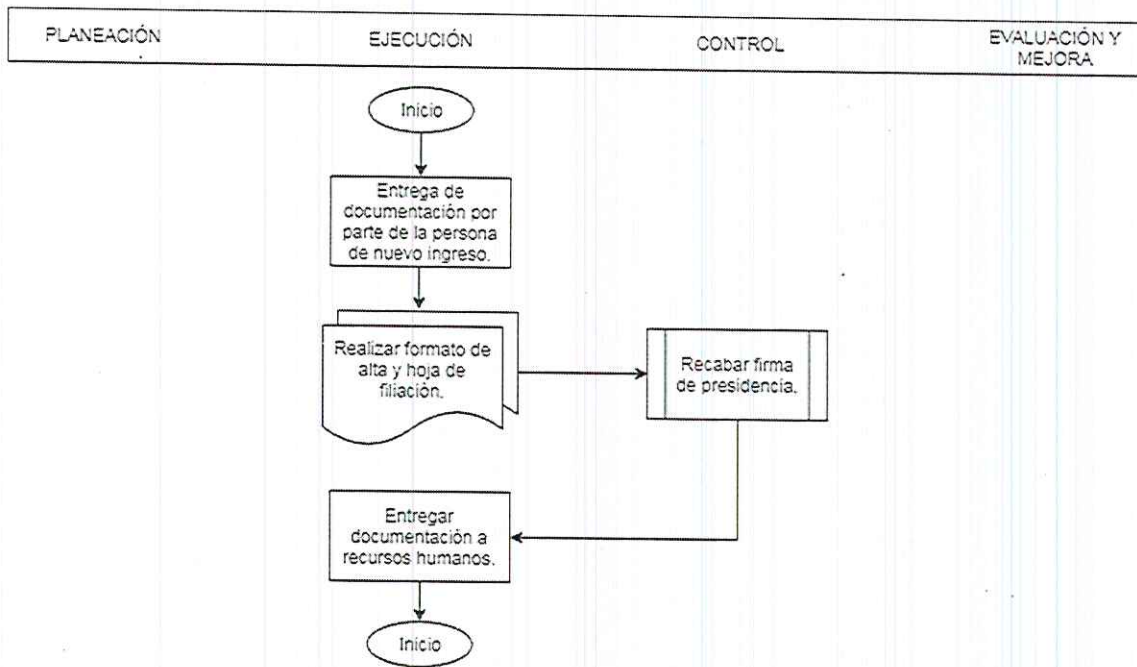 PLANEACIÓN
EJECUCIÓN
CONTROL
EVALUACIÓN Y
MEJORA
Inicio
Entrega de
documentación por
parte de la persona
de nuevo ingreso.
Realizar formato de
alta y hoja de
filiación.
Recabar firma
de presidencia.
Entregar
documentación a
recursos humanos.
Inicio